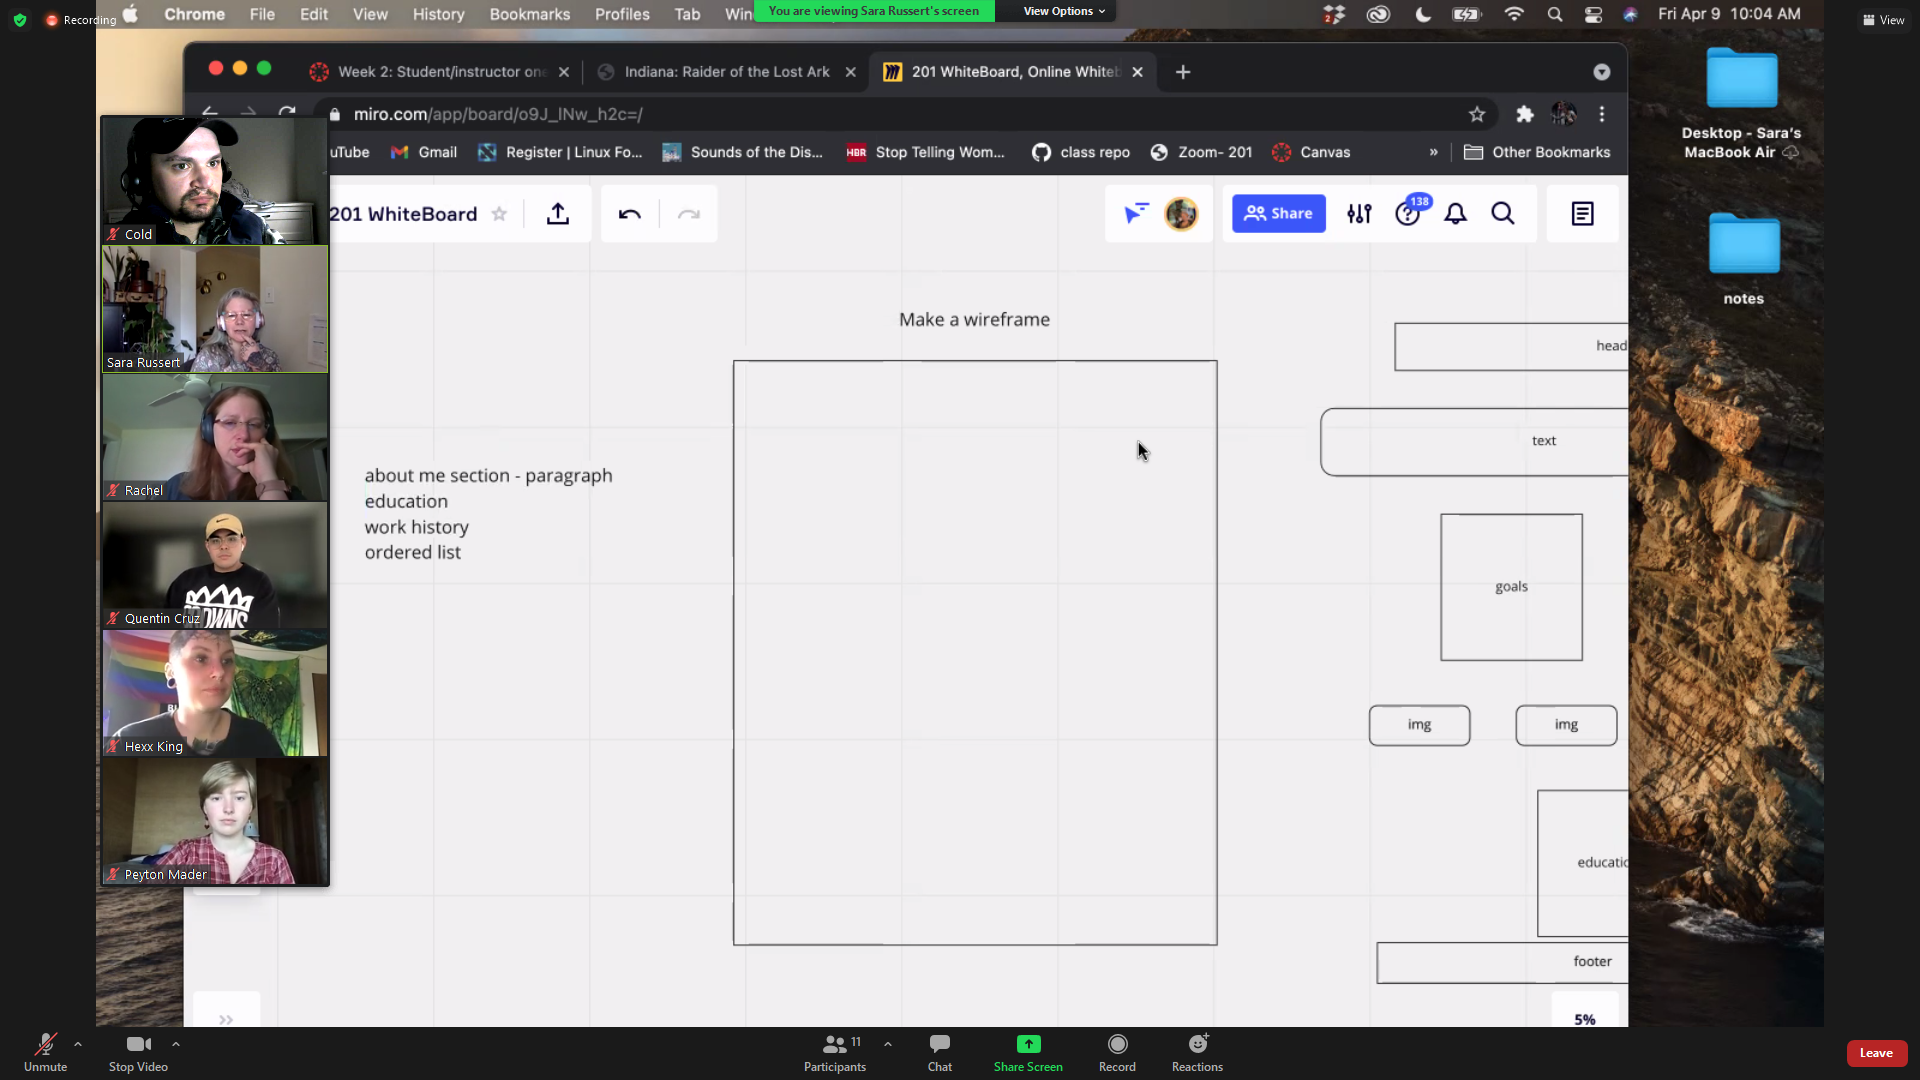 Recording
Chrome File Edit View History Bookmarks Profiles Tab Win
You are viewing Sara Russert's screen View Options
2
Fri Apr 9 10:04 AM
View
Week 2: Student/instructor one
Indiana: Raider of the Lost Ark
201 WhiteBoard, Online Whiteb
miro.com/app/board/o9J_lNw_h2c=/
uTube
Gmail
Register | Linux Fo...
Sounds of the Dis...
HBR Stop Telling Wom...
class repo
Zoom- 201
Canvas
»
Other Bookmarks
Desktop - Sara's
MacBook Air
notes
201 WhiteBoard
Share
138
Make a wireframe
about me section - paragraph
education
work history
ordered list
head
text
goals
img
img
educatio
footer
5%
Cold
Sara Russert
Rachel
Quentin Cruz
Hexx King
Peyton Mader
Unmute
Stop Video
Participants
11
Chat
Share Screen
Record
Reactions
Leave